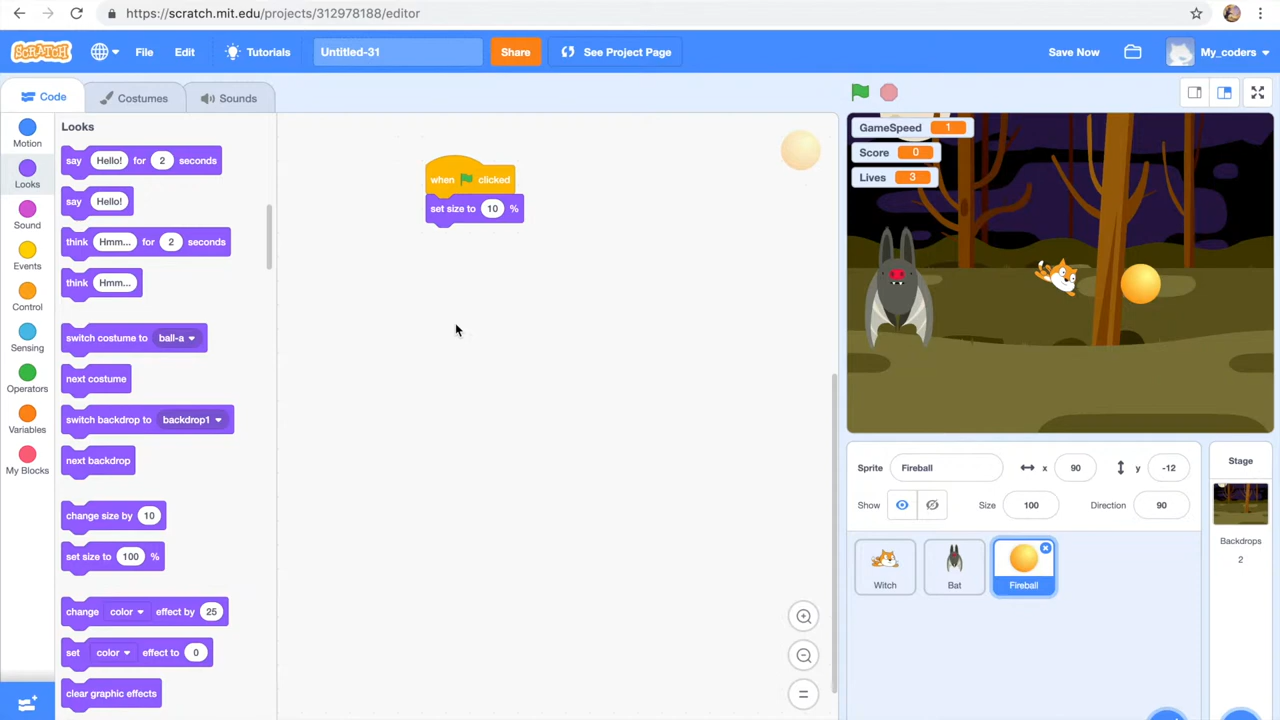 https://scratch.mit.edu/projects/312978188/editor
SCRATCH
File
Edit
Tutorials
Untitled-31
Share
See Project Page
Save Now
My_coders
Code
Costumes
Sounds
Motion
Looks
Sound
Events
Control
Sensing
Operators
Variables
My Blocks
Looks
say Hello! for 2 seconds
say Hello!
think Hmm... for 2 seconds
think Hmm...
switch costume to ball-a
next costume
switch backdrop to backdrop1
next backdrop
change size by 10
set size to 100 %
change color effect by 25
set color effect to 0
clear graphic effects
when clicked
set size to 10 %
GameSpeed 1
Score 0
Lives 3
Sprite Fireball x 90 y -12
Show Size 100 Direction 90
Witch
Bat
Fireball
Stage
Backdrops
2